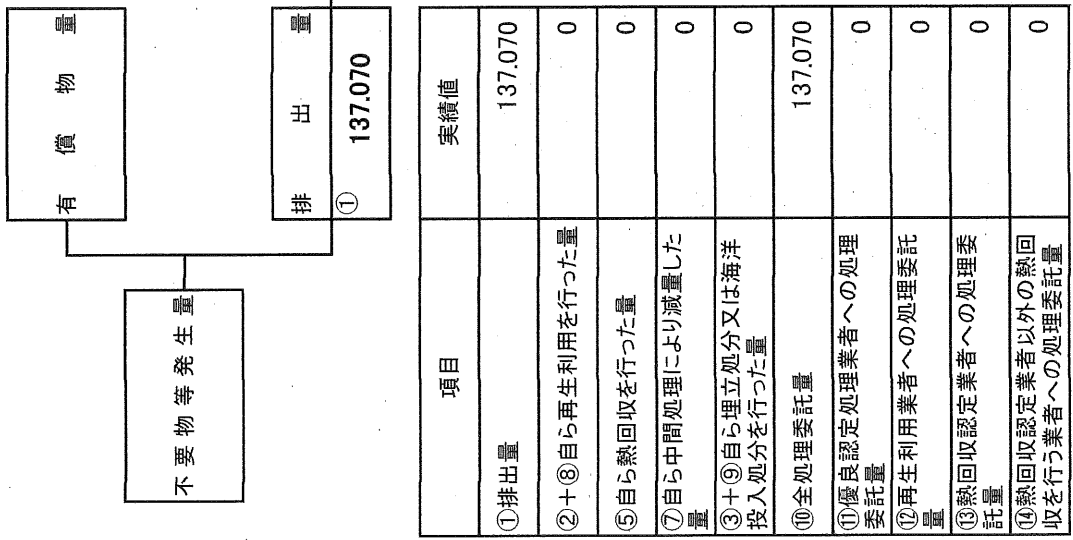 不要物等発生量
有償物量
排出量
① 137.070
項目 実績値
①排出量 137.070
②+⑧自ら再生利用を行った量 0
⑤自ら熱回収を行った量 0
⑦自ら中間処理により減量した
量 0
③+⑨自ら埋立処分又は海洋
投入処分を行った量 0
⑩全処理委託量 137.070
⑪優良認定処理業者への処理
委託量 0
⑫再生利用業者への処理委託
量 0
⑬熱回収認定業者への処理委
託量 0
⑭熱回収認定業者以外の熱回
収を行う業者への処理委託量 0